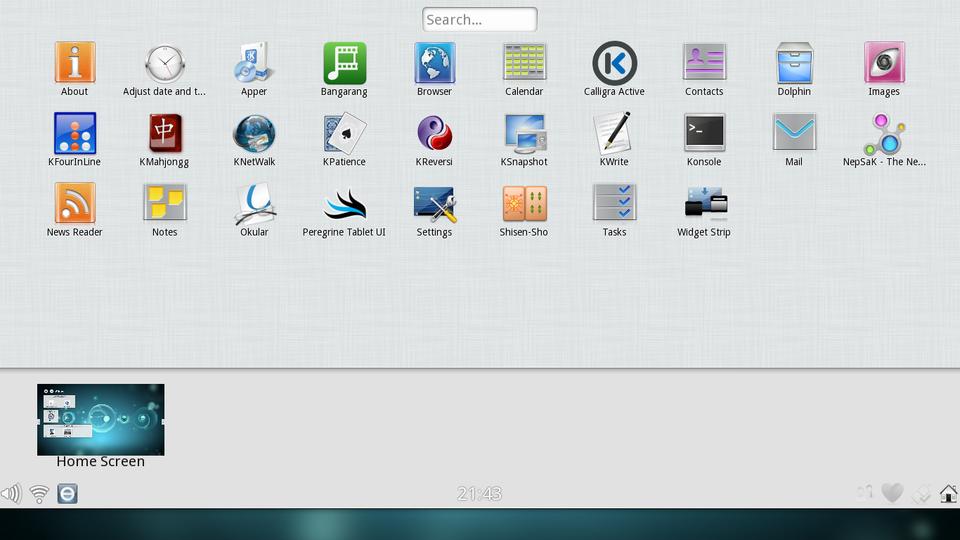 Search...
About
Adjust date and t...
Apper
Bangarang
Browser
Calendar
Calligra Active
Contacts
Dolphin
Images
KFourInLine
KMahjongg
KNetWalk
KPatience
KReversi
KSnapshot
KWrite
Konsole
Mail
NepSaK - The Ne...
News Reader
Notes
Okular
Peregrine Tablet UI
Settings
Shisen-Sho
Tasks
Widget Strip
Home Screen
21:43